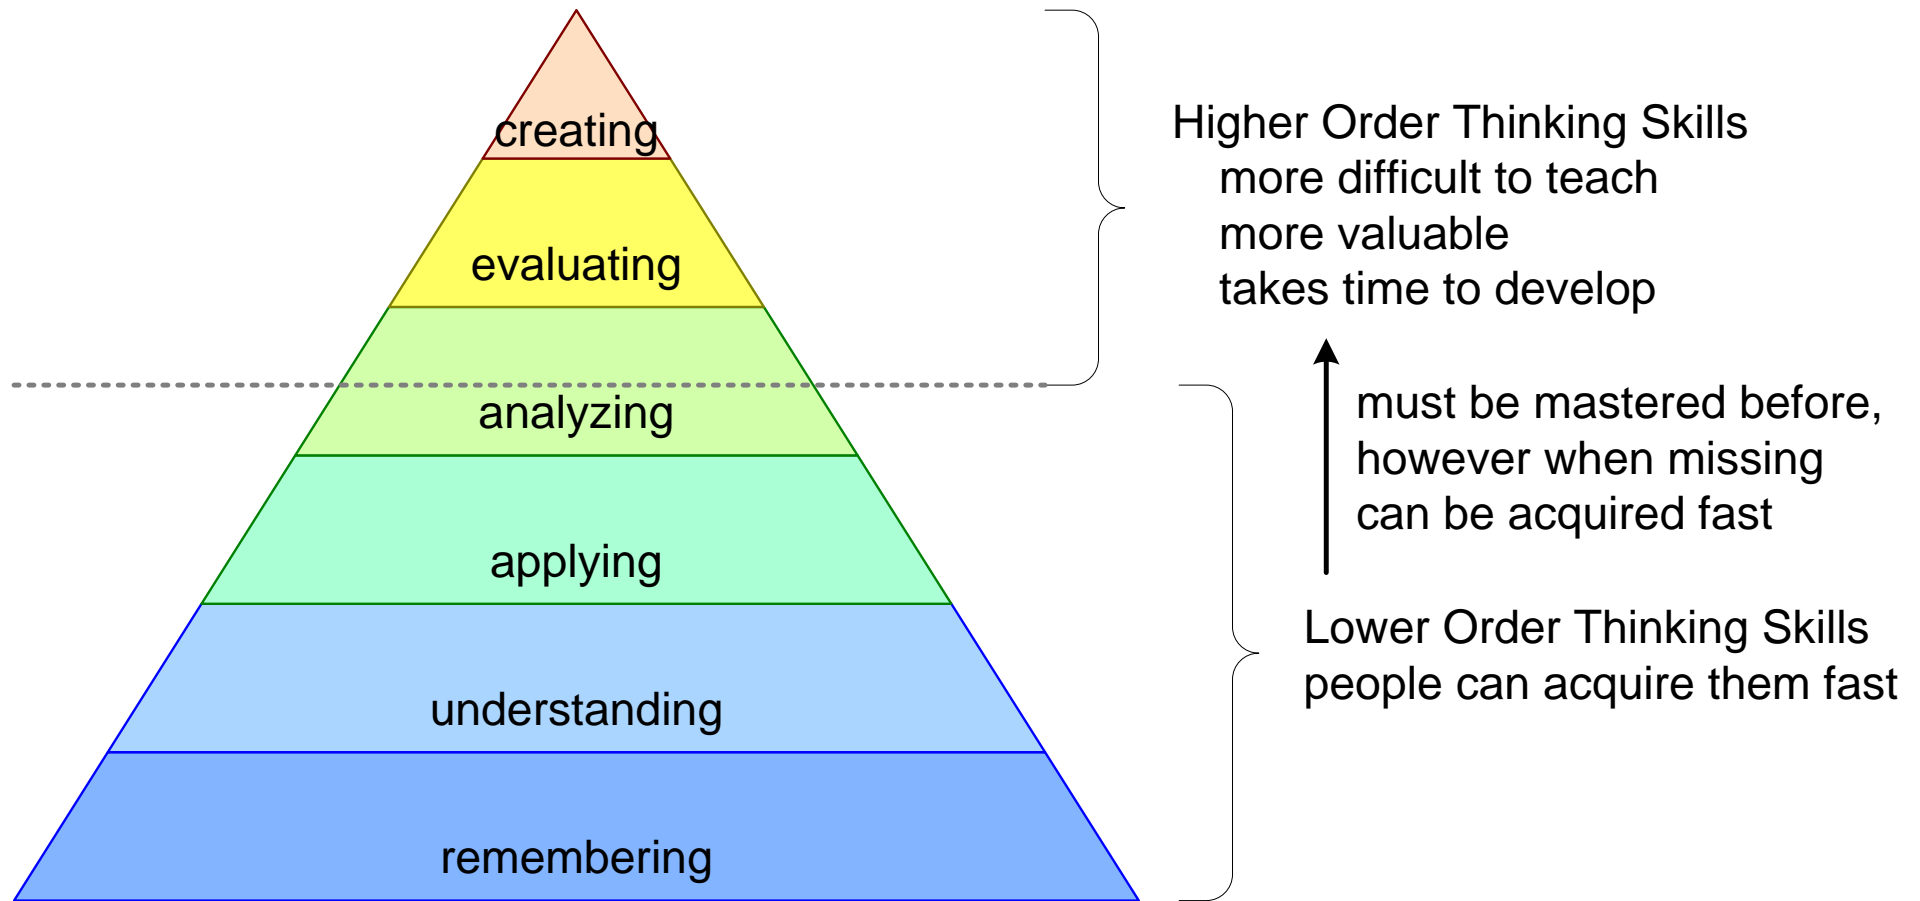 creating
evaluating
analyzing
applying
understanding
remembering
Higher Order Thinking Skills
more difficult to teach
more valuable
takes time to develop
must be mastered before,
however when missing
can be acquired fast
Lower Order Thinking Skills
people can acquire them fast